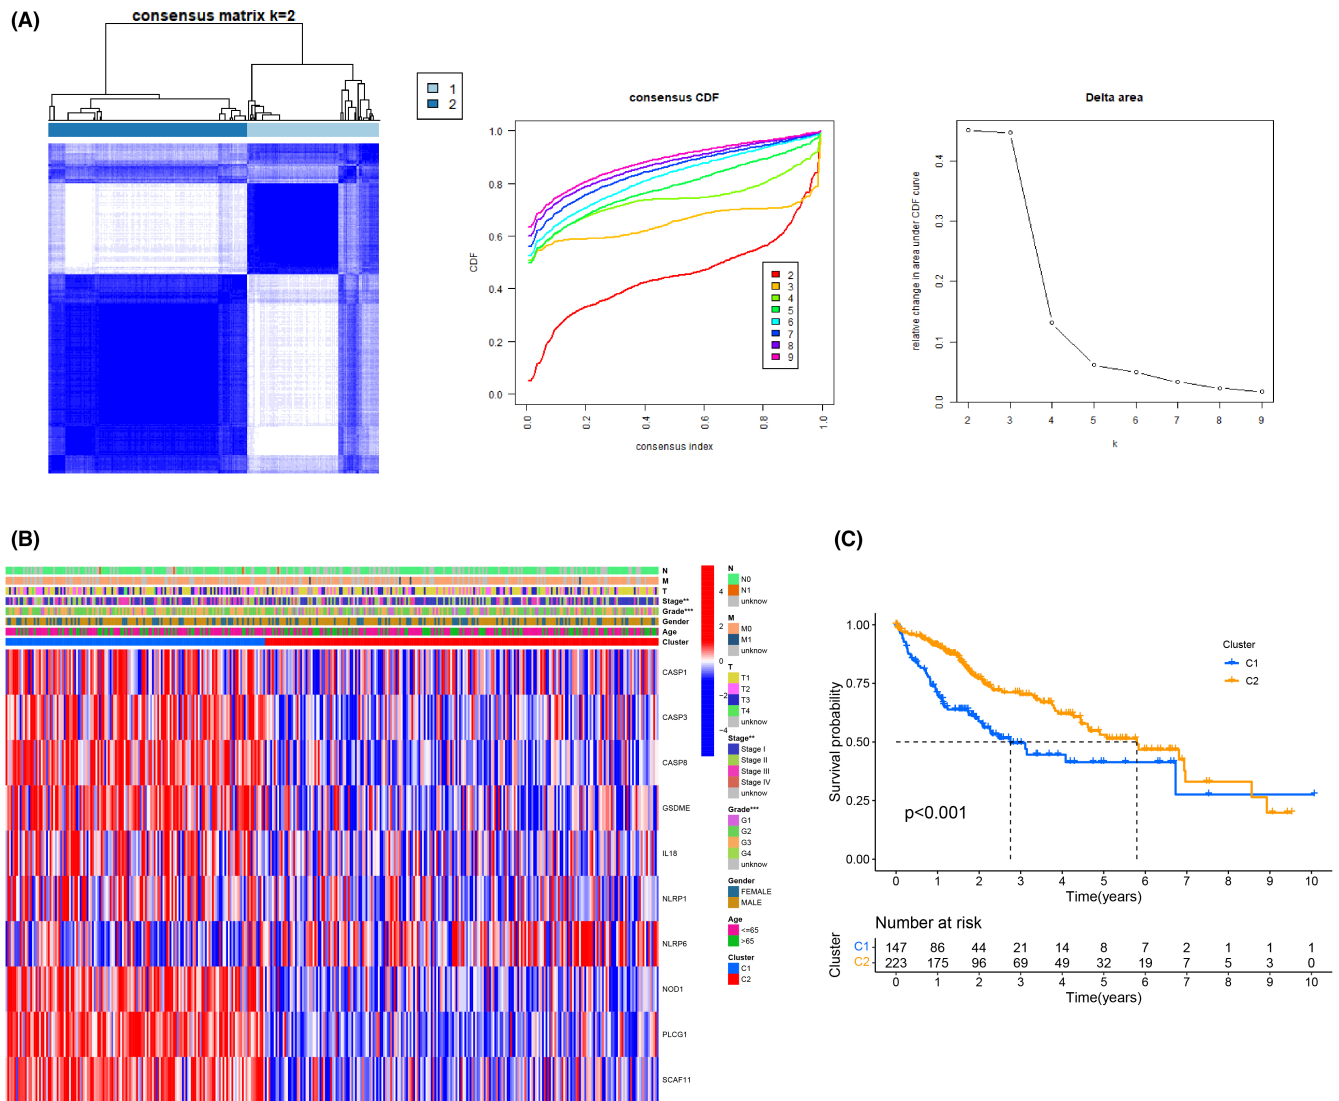 (A)
consensus matrix k=2
1
2
consensus CDF
1.0
0.8
0.6
0.4
0.2
0.0
CDF
0.0
0.2
0.4
0.6
0.8
1.0
consensus index
2
3
4
5
6
7
8
9
Delta area
relative change in area under CDF curve
0.4
0.3
0.2
0.1
0.0
2 3 4 5 6 7 8 9
k
(B)
N
M
T
Stage**
Grade***
Gender
Age
Cluster
CASP1
CASP3
CASP8
GSDME
IL18
NLRP1
NLRP6
NOD1
PLCG1
SCAF11
4
2
0
−2
−4
N
N0
N1
unknow
M
M0
M1
unknow
T
T1
T2
T3
T4
unknow
Stage**
Stage I
Stage II
Stage III
Stage IV
unknow
Grade***
G1
G2
G3
G4
unknow
Gender
FEMALE
MALE
Age
<=65
>65
Cluster
C1
C2
(C)
Cluster
C1
C2
Survival probability
1.00
0.75
0.50
0.25
0.00
p<0.001
0 1 2 3 4 5 6 7 8 9 10
Time(years)
Number at risk
Cluster
C1 147 86 44 21 14 8 7 2 1 1 1
C2 223 175 96 69 49 32 19 7 5 3 0
0 1 2 3 4 5 6 7 8 9 10
Time(years)